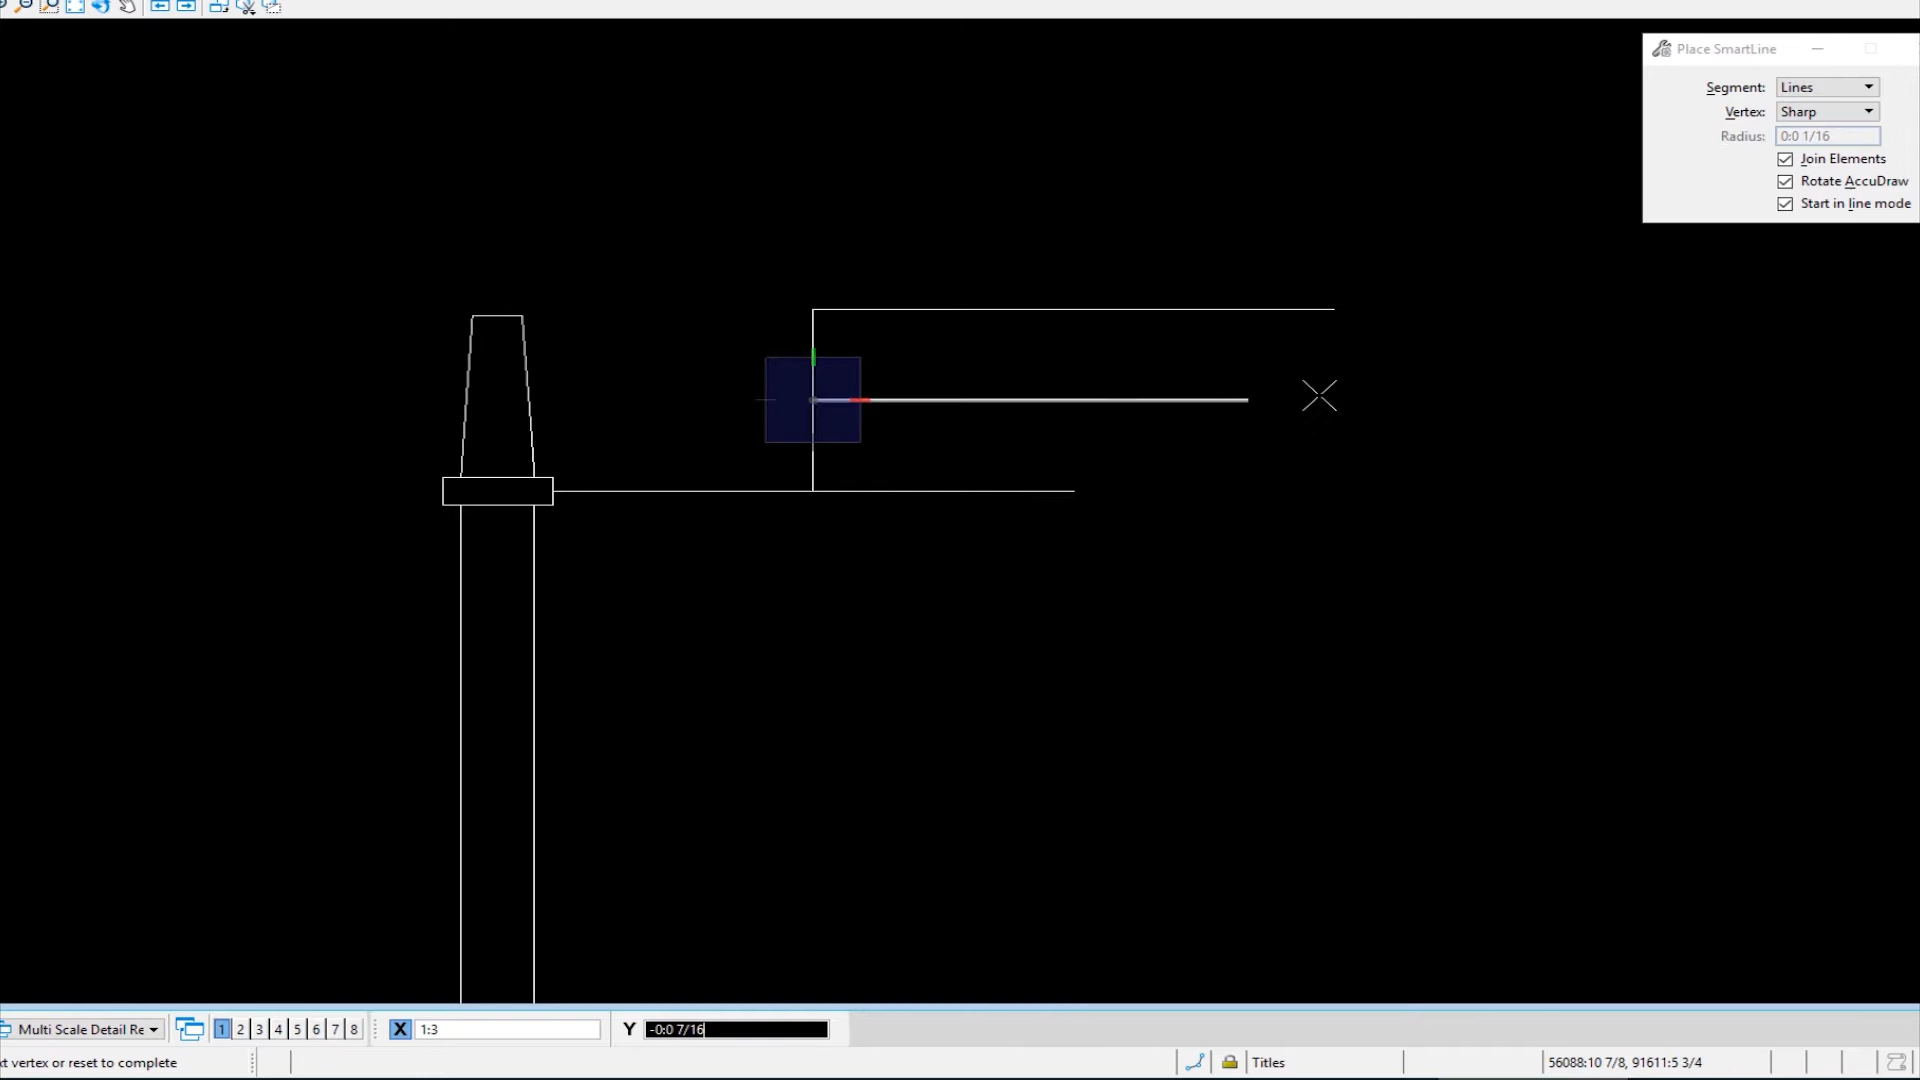 Place SmartLine
Segment: Lines
Vertex: Sharp
Radius: 0:0 1/16
Join Elements
Rotate AccuDraw
Start in line mode
Multi Scale Detail Re 1 2 3 4 5 6 7 8 X 1:3 Y -0:0 7/16
xt vertex or reset to complete Titles 56088:10 7/8, 91611:5 3/4